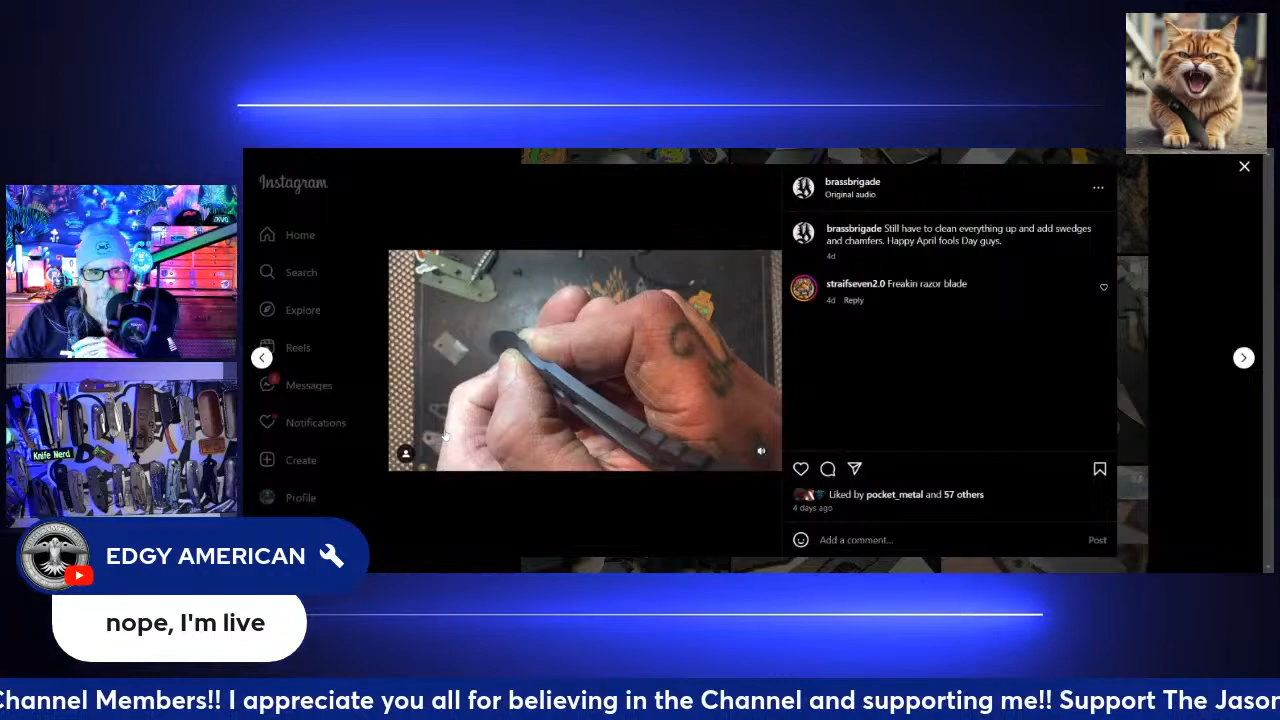 Instagram
Home
Search
Explore
Reels
Messages
Notifications
Create
Profile
brassbrigade
Original audio
brassbrigade Still have to clean everything up and add swedges
and chamfers. Happy April fools Day guys.
4d
straifseven2.0 Freakin razor blade
4d Reply
Liked by pocket_metal and 57 others
4 days ago
Add a comment...
Post
Knife Nerd
EDGY AMERICAN
nope, I'm live
Channel Members!! I appreciate you all for believing in the Channel and supporting me!! Support The Jason